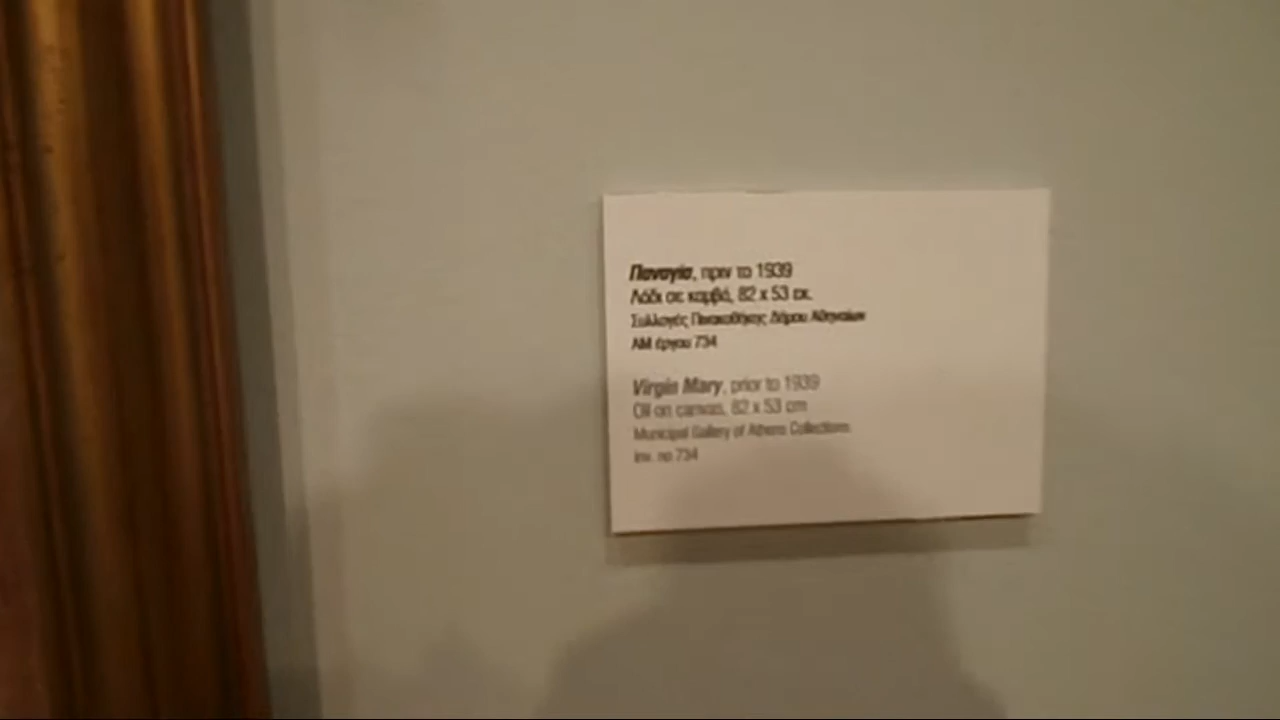 Παναγία, πριν το 1939
Λάδι σε καμβά, 82 x 53 εκ.
Συλλογές Πινακοθήκης Δήμου Αθηναίων
ΑΜ έργου 734
Virgin Mary, prior to 1939
Oil on canvas, 82 x 53 cm
Municipal Gallery of Athens Collections
Inv. no 734